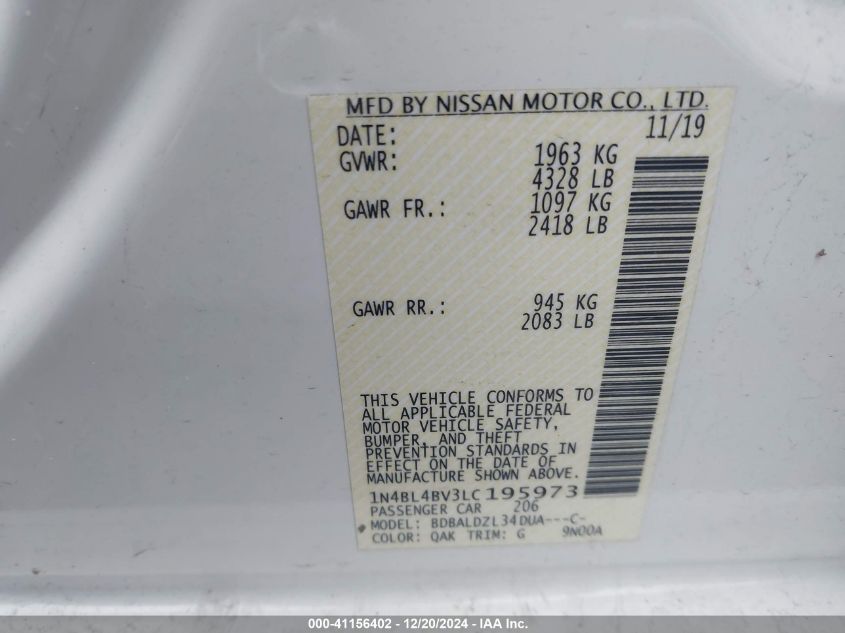 MFD BY NISSAN MOTOR CO., LTD.
DATE: 11/19
GVWR: 1963 KG
4328 LB
GAWR FR.: 1097 KG
2418 LB
GAWR RR.: 945 KG
2083 LB
THIS VEHICLE CONFORMS TO
ALL APPLICABLE FEDERAL
MOTOR VEHICLE SAFETY,
BUMPER, AND THEFT
PREVENTION STANDARDS IN
EFFECT ON THE DATE OF
MANUFACTURE SHOWN ABOVE.
1N4BL4BV3LC195973
PASSENGER CAR 206
MODEL: BDBALDZL34DUA---C-
COLOR: QAK TRIM: G 9N00A
000-41156402 - 12/20/2024 - IAA Inc.